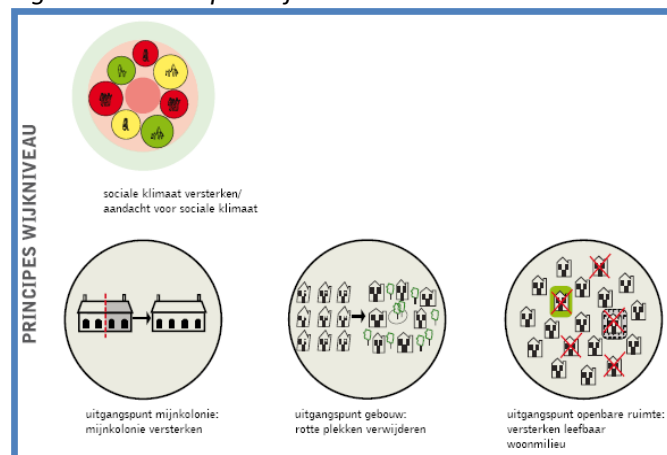 PRINCIPES WIJKNIVEAU
sociale klimaat versterken/
aandacht voor sociale klimaat
uitgangspunt mijnkolonie:
mijnkolonie versterken
uitgangspunt gebouw:
rotte plekken verwijderen
uitgangspunt openbare ruimte:
versterken leefbaar
woonmilieu